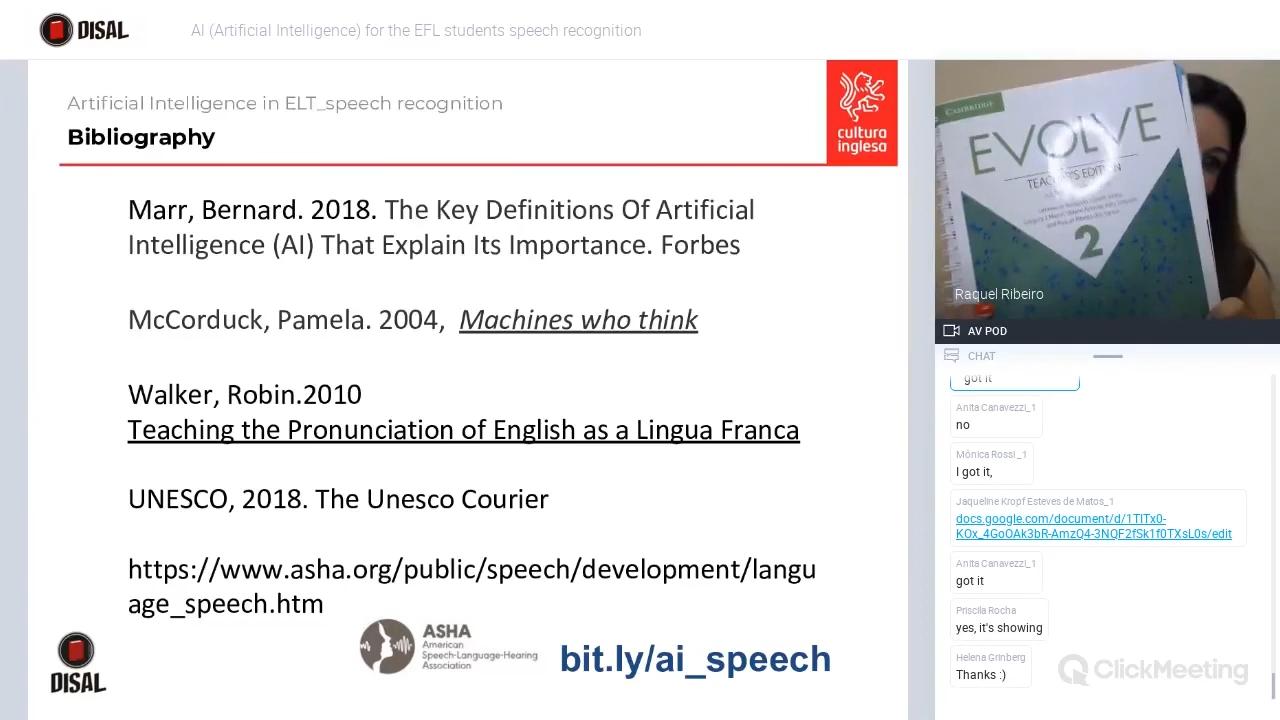 DISAL
AI (Artificial Intelligence) for the EFL students speech recognition
Artificial Intelligence in ELT_speech recognition
Bibliography
cultura
inglesa
Marr, Bernard. 2018. The Key Definitions Of Artificial
Intelligence (AI) That Explain Its Importance. Forbes
McCorduck, Pamela. 2004, Machines who think
Walker, Robin.2010
Teaching the Pronunciation of English as a Lingua Franca
UNESCO, 2018. The Unesco Courier
https://www.asha.org/public/speech/development/langu
age_speech.htm
DISAL
ASHA
American
Speech-Language-Hearing
Association
bit.ly/ai_speech
CAMBRIDGE
EVOLVE
TEACHER'S EDITION
2
Raquel Ribeiro
AV POD
CHAT
got it
Anita Canavezzi_1
no
Mônica Rossi _1
I got it,
Jaqueline Kropf Esteves de Matos_1
docs.google.com/document/d/1TlTx0-
KOx_4GoOAk3bR-AmzQ4-3NQF2fSk1f0TXsL0s/edit
Anita Canavezzi_1
got it
Priscila Rocha
yes, it's showing
Helena Grinberg
Thanks :)
ClickMeeting